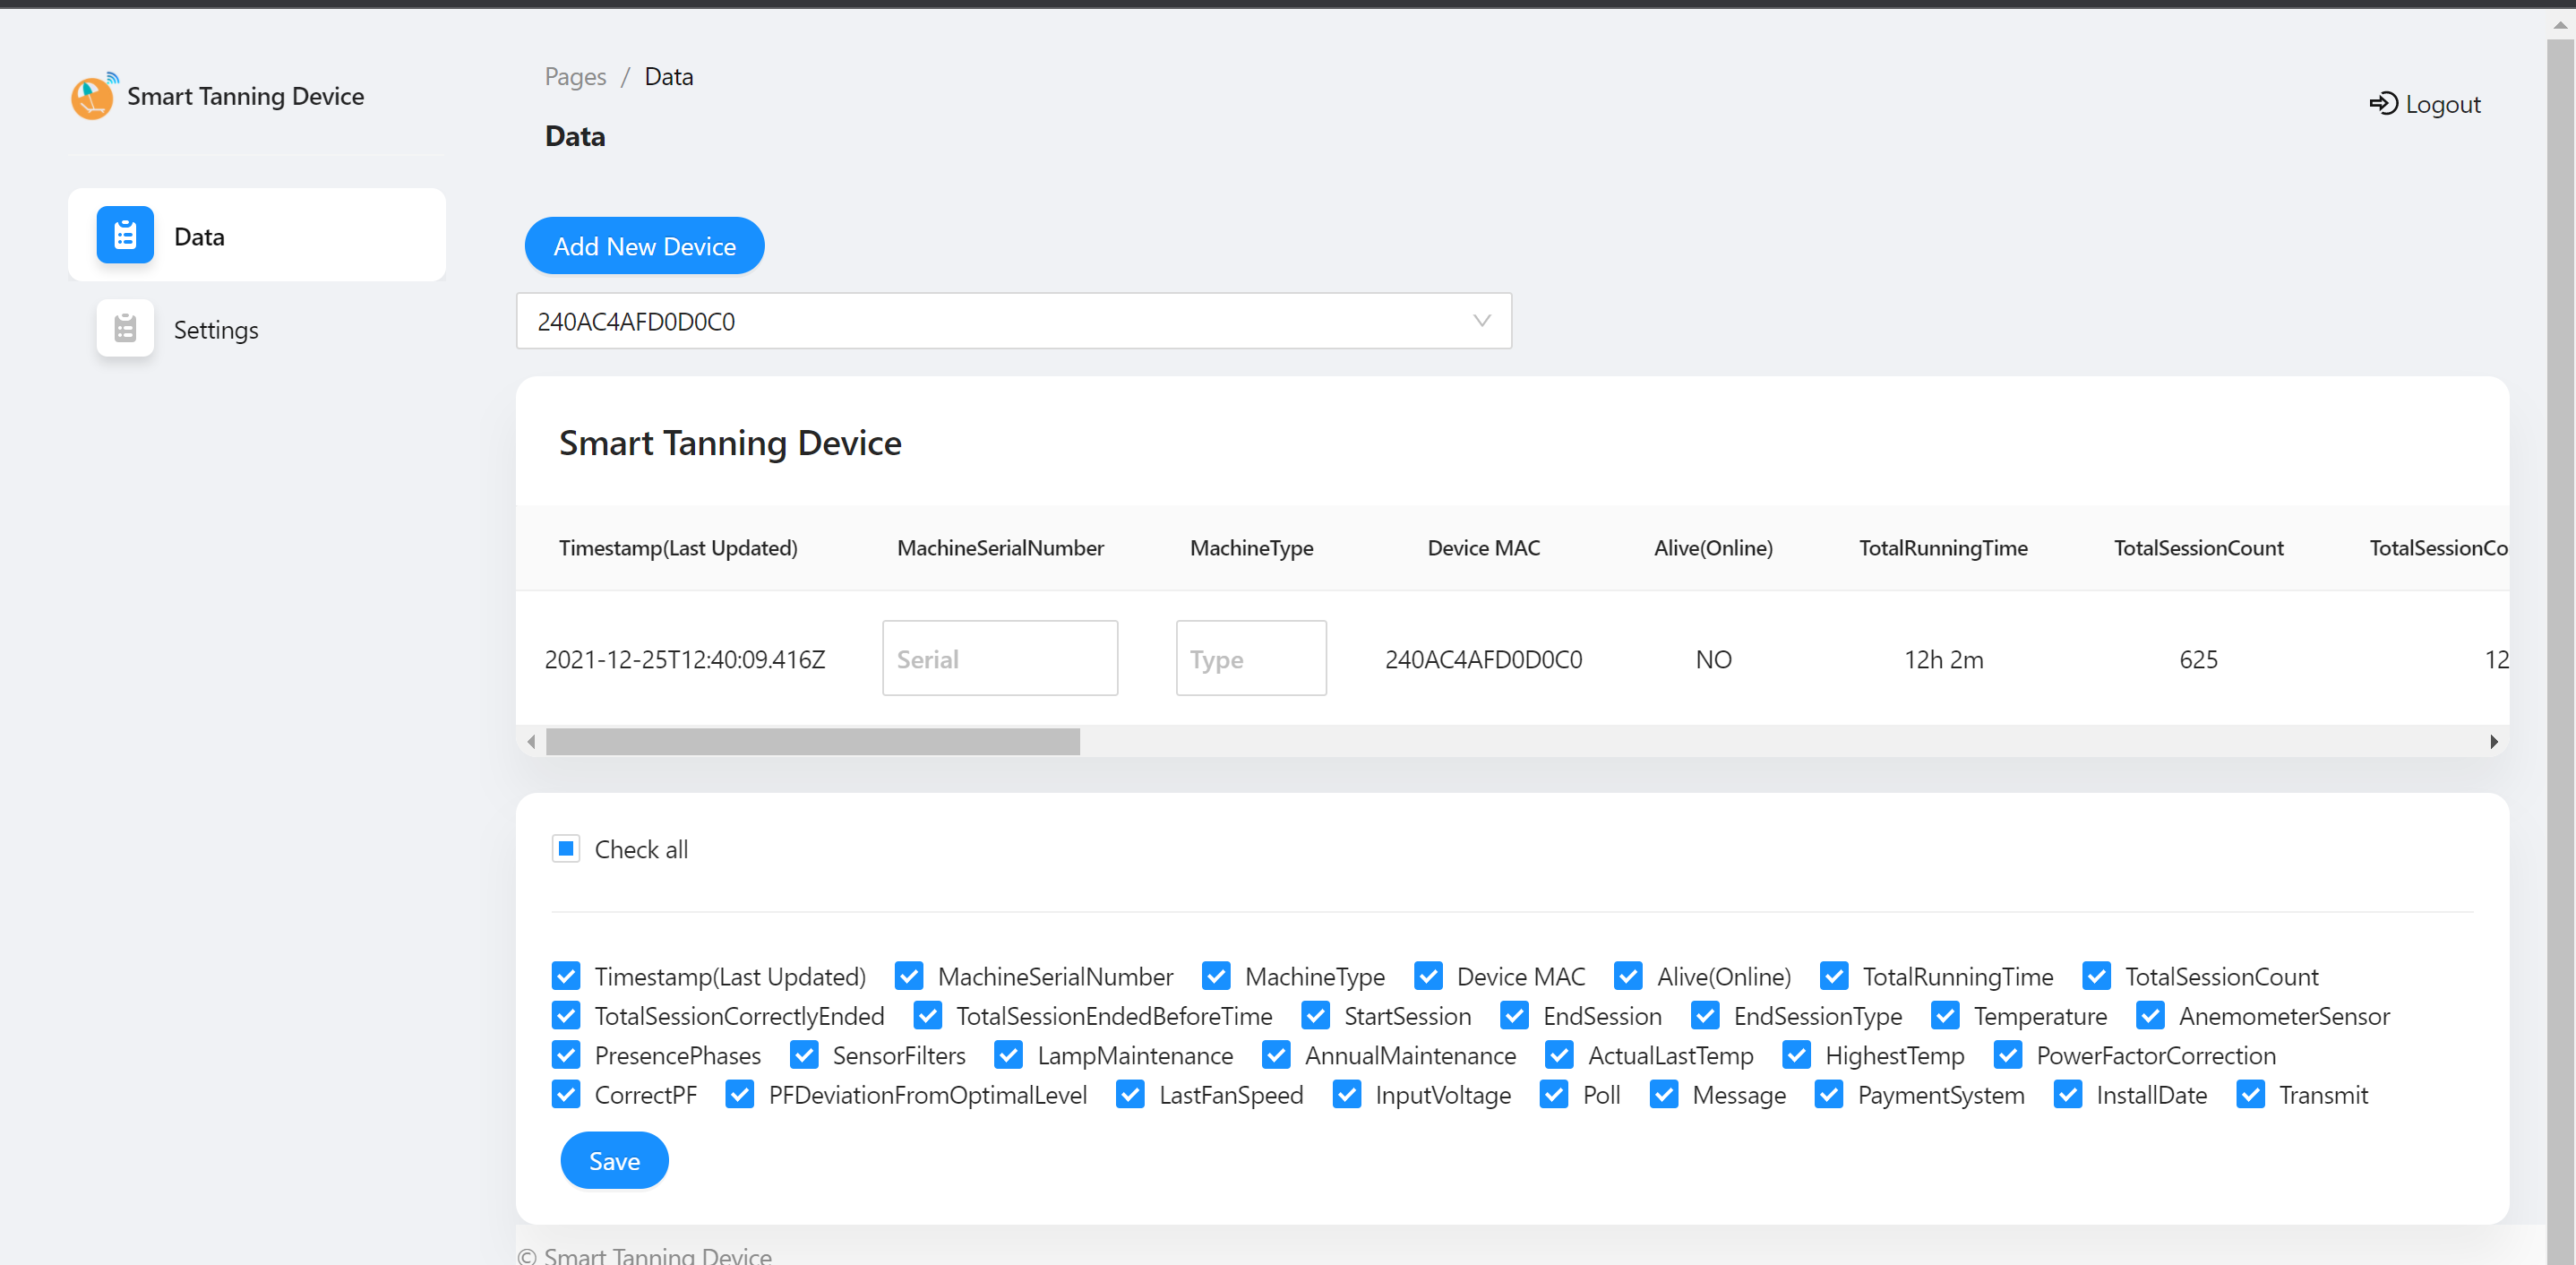 Smart Tanning Device
Pages / Data
Data
Logout
Data
Settings
Add New Device
240AC4AFD0D0C0
Smart Tanning Device
Timestamp(Last Updated) MachineSerialNumber MachineType Device MAC Alive(Online) TotalRunningTime TotalSessionCount TotalSessionCo
2021-12-25T12:40:09.416Z Serial Type 240AC4AFD0D0C0 NO 12h 2m 625 12
Check all
Timestamp(Last Updated) MachineSerialNumber MachineType Device MAC Alive(Online) TotalRunningTime TotalSessionCount
TotalSessionCorrectlyEnded TotalSessionEndedBeforeTime StartSession EndSession EndSessionType Temperature AnemometerSensor
PresencePhases SensorFilters LampMaintenance AnnualMaintenance ActualLastTemp HighestTemp PowerFactorCorrection
CorrectPF PFDeviationFromOptimalLevel LastFanSpeed InputVoltage Poll Message PaymentSystem InstallDate Transmit
Save
© Smart Tanning Device